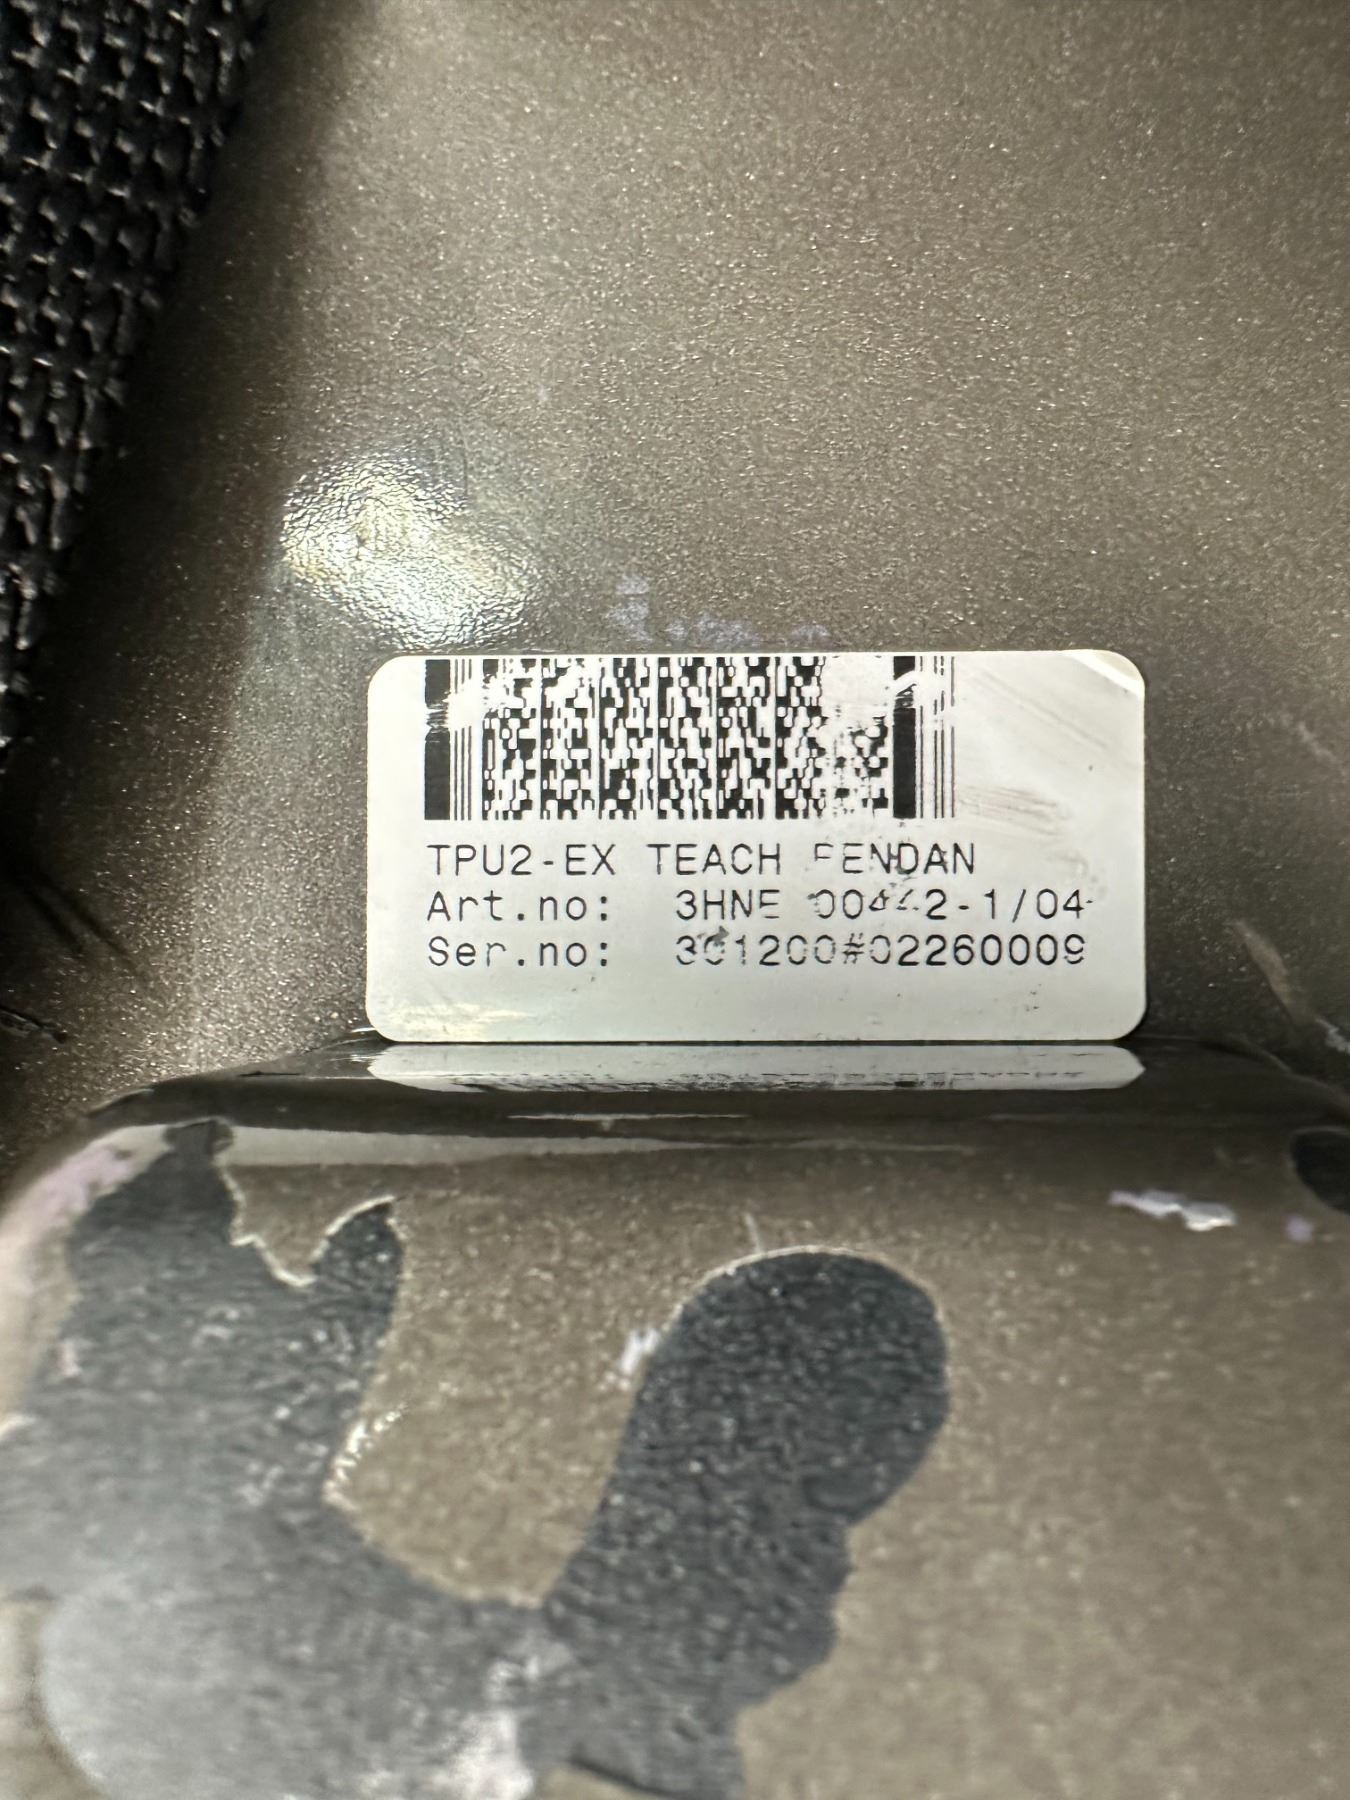 TPU2-EX TEACH PENDAN
Art.no: 3HNE 00442-1/04
Ser.no: 301200#02260009